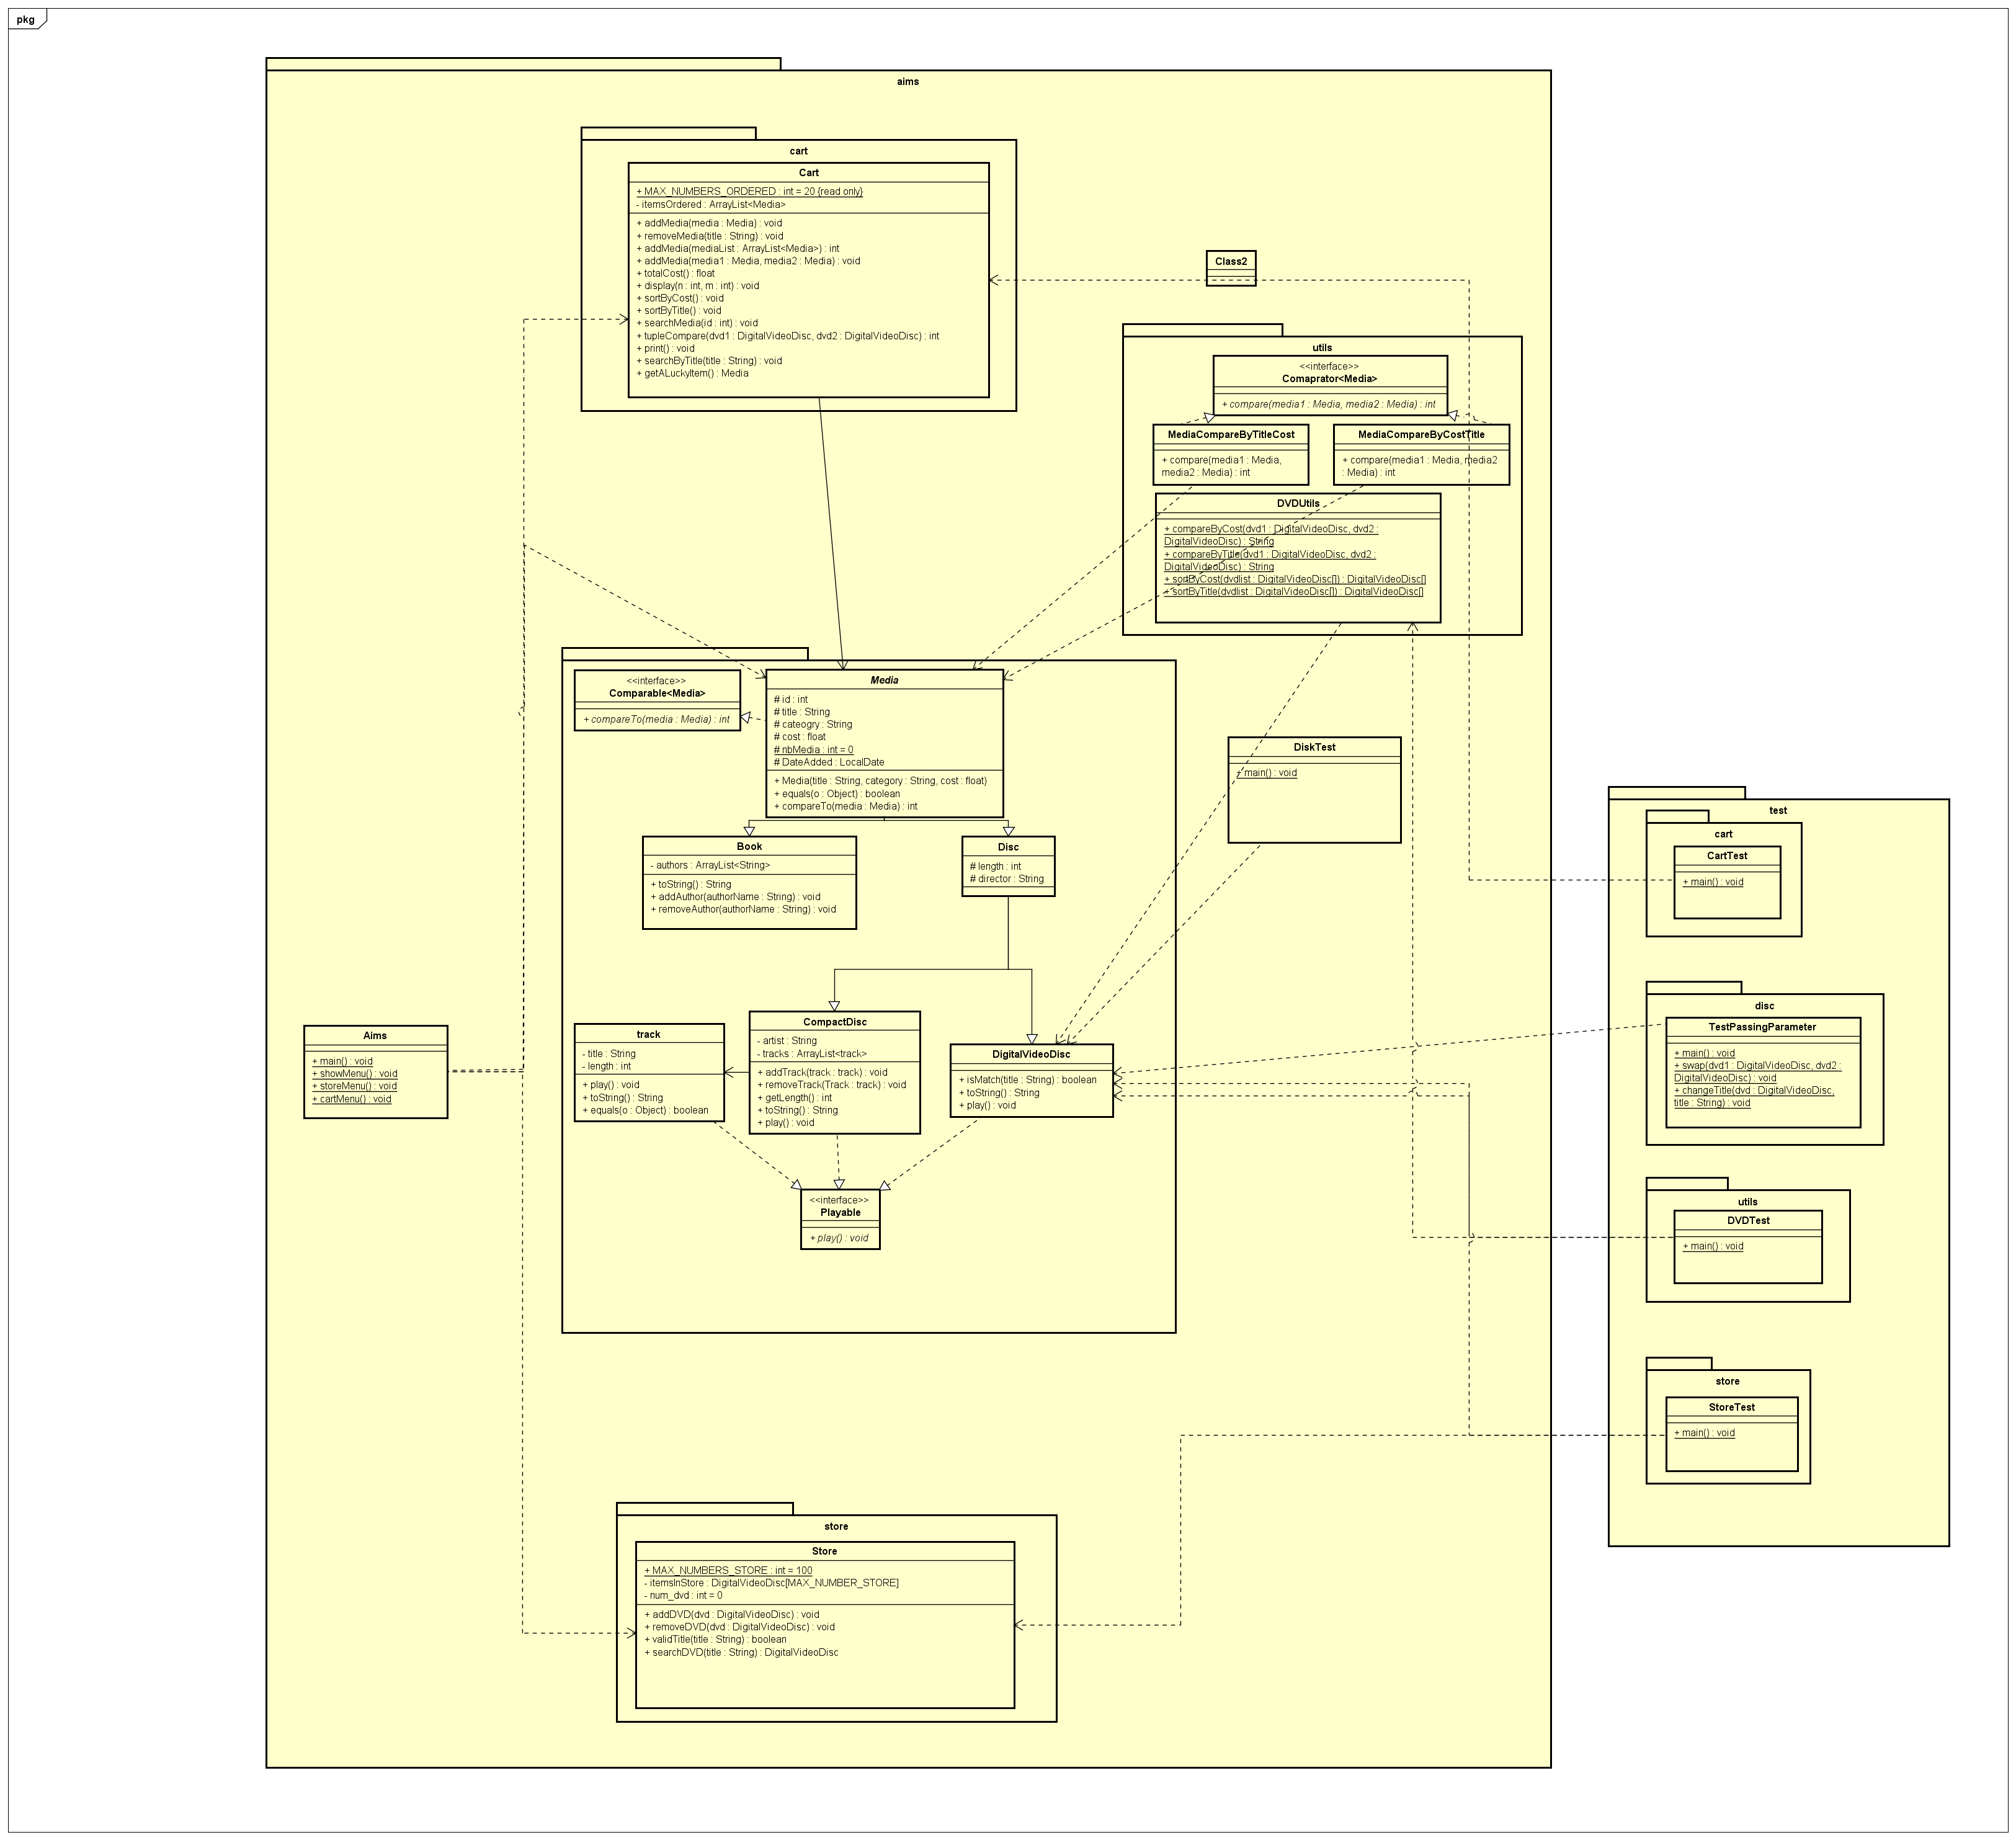 pkg
aims
cart
Cart
+ MAX_NUMBERS_ORDERED : int = 20 {read only}
- itemsOrdered : ArrayList<Media>
+ addMedia(media : Media) : void
+ removeMedia(title : String) : void
+ addMedia(mediaList : ArrayList<Media>) : int
+ addMedia(media1 : Media, media2 : Media) : void
+ totalCost() : float
+ display(n : int, m : int) : void
+ sortByCost() : void
+ sortByTitle() : void
+ searchMedia(id : int) : void
+ tupleCompare(dvd1 : DigitalVideoDisc, dvd2 : DigitalVideoDisc) : int
+ print() : void
+ searchByTitle(title : String) : void
+ getALuckyItem() : Media
Class2
utils
<<interface>>
Comaprator<Media>
+ compare(media1 : Media, media2 : Media) : int
MediaCompareByTitleCost
+ compare(media1 : Media,
media2 : Media) : int
MediaCompareByCostTitle
+ compare(media1 : Media, media2
: Media) : int
DVDUtils
+ compareByCost(dvd1 : DigitalVideoDisc, dvd2 :
DigitalVideoDisc) : String
+ compareByTitle(dvd1 : DigitalVideoDisc, dvd2 :
DigitalVideoDisc) : String
+ sortByCost(dvdlist : DigitalVideoDisc[]) : DigitalVideoDisc[]
+ sortByTitle(dvdlist : DigitalVideoDisc[]) : DigitalVideoDisc[]
<<interface>>
Comparable<Media>
+ compareTo(media : Media) : int
Media
# id : int
# title : String
# cateogry : String
# cost : float
# nbMedia : int = 0
# DateAdded : LocalDate
+ Media(title : String, category : String, cost : float)
+ equals(o : Object) : boolean
+ compareTo(media : Media) : int
DiskTest
+ main() : void
Book
- authors : ArrayList<String>
+ toString() : String
+ addAuthor(authorName : String) : void
+ removeAuthor(authorName : String) : void
Disc
# length : int
# director : String
Aims
+ main() : void
+ showMenu() : void
+ storeMenu() : void
+ cartMenu() : void
track
- title : String
- length : int
+ play() : void
+ toString() : String
+ equals(o : Object) : boolean
CompactDisc
- artist : String
- tracks : ArrayList<track>
+ addTrack(track : track) : void
+ removeTrack(Track : track) : void
+ getLength() : int
+ toString() : String
+ play() : void
DigitalVideoDisc
+ isMatch(title : String) : boolean
+ toString() : String
+ play() : void
<<interface>>
Playable
+ play() : void
store
Store
+ MAX_NUMBERS_STORE : int = 100
- itemsInStore : DigitalVideoDisc[MAX_NUMBER_STORE]
- num_dvd : int = 0
+ addDVD(dvd : DigitalVideoDisc) : void
+ removeDVD(dvd : DigitalVideoDisc) : void
+ validTitle(title : String) : boolean
+ searchDVD(title : String) : DigitalVideoDisc
test
cart
CartTest
+ main() : void
disc
TestPassingParameter
+ main() : void
+ swap(dvd1 : DigitalVideoDisc, dvd2 :
DigitalVideoDisc) : void
+ changeTitle(dvd : DigitalVideoDisc,
title : String) : void
utils
DVDTest
+ main() : void
store
StoreTest
+ main() : void